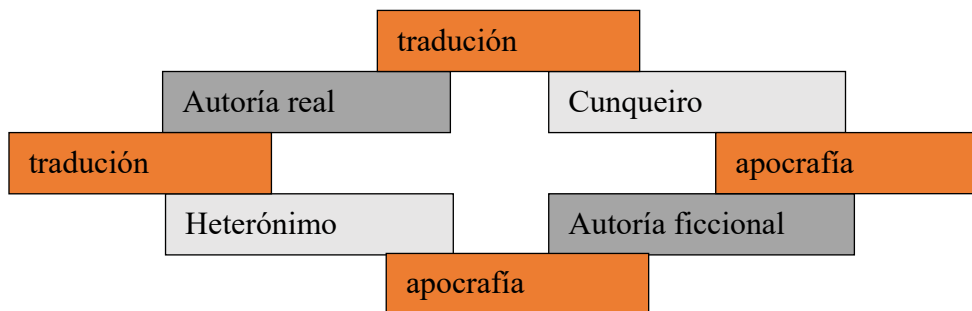 tradución
Autoría real
Cunqueiro
tradución
apocrafía
Heterónimo
Autoría ficcional
apocrafía